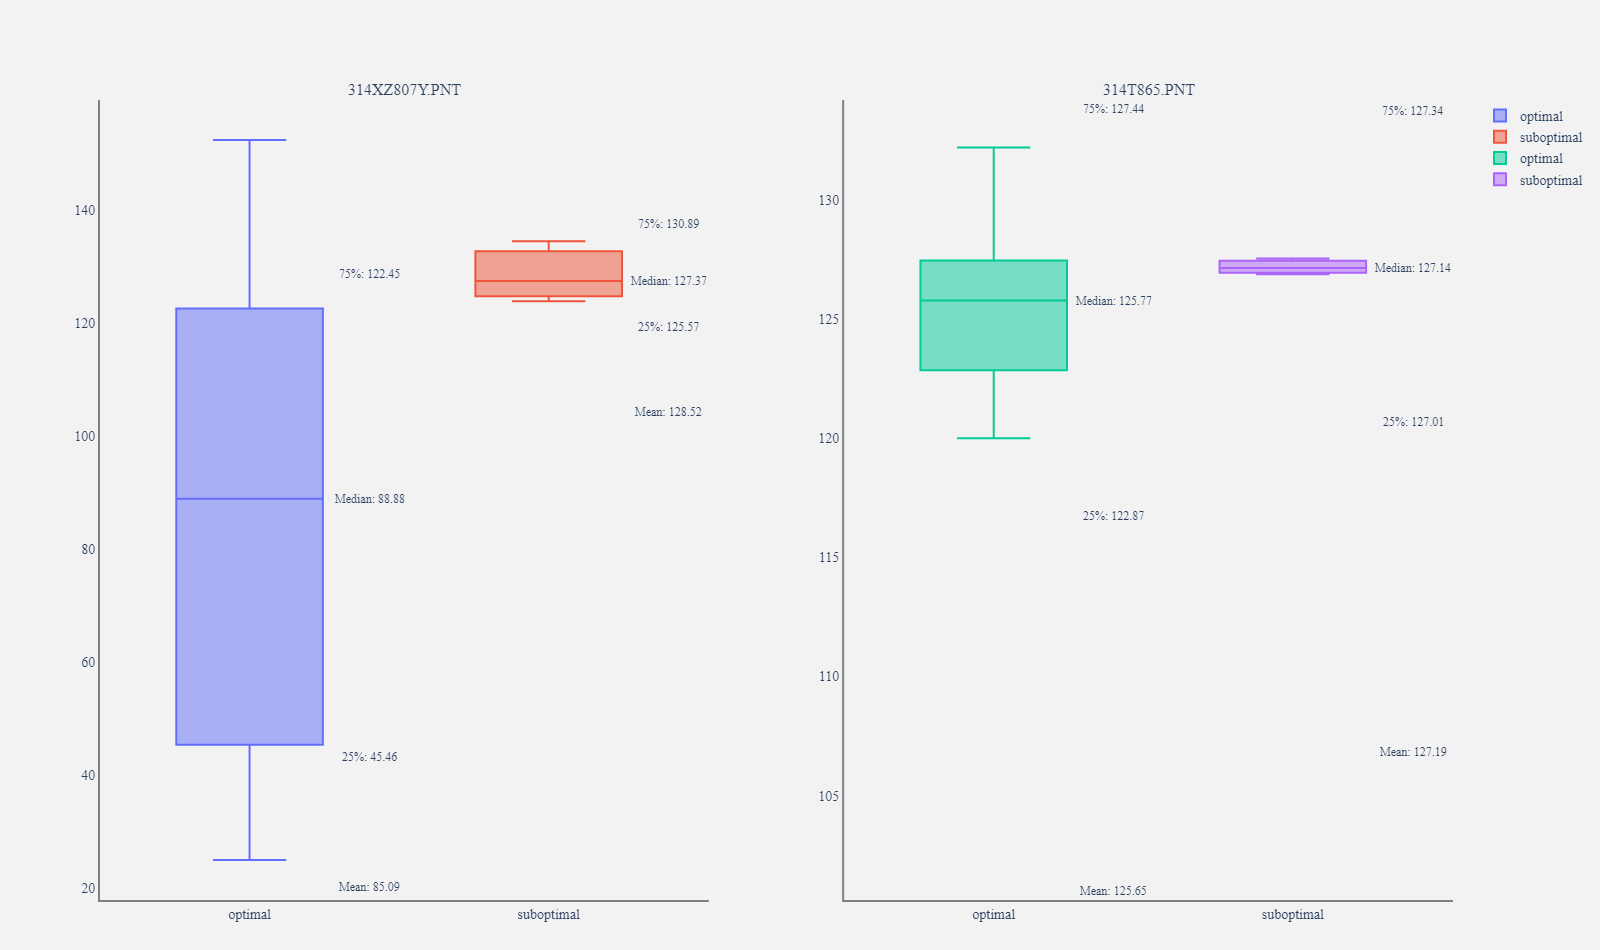 314XZ807Y.PNT
140
120
100
80
60
40
20
75%: 122.45
Median: 88.88
25%: 45.46
Mean: 85.09
75%: 130.89
Median: 127.37
25%: 125.57
Mean: 128.52
optimal
suboptimal
314T865.PNT
130
125
120
115
110
105
75%: 127.44
Median: 125.77
25%: 122.87
Mean: 125.65
75%: 127.34
Median: 127.14
25%: 127.01
Mean: 127.19
optimal
suboptimal
optimal
suboptimal
optimal
suboptimal